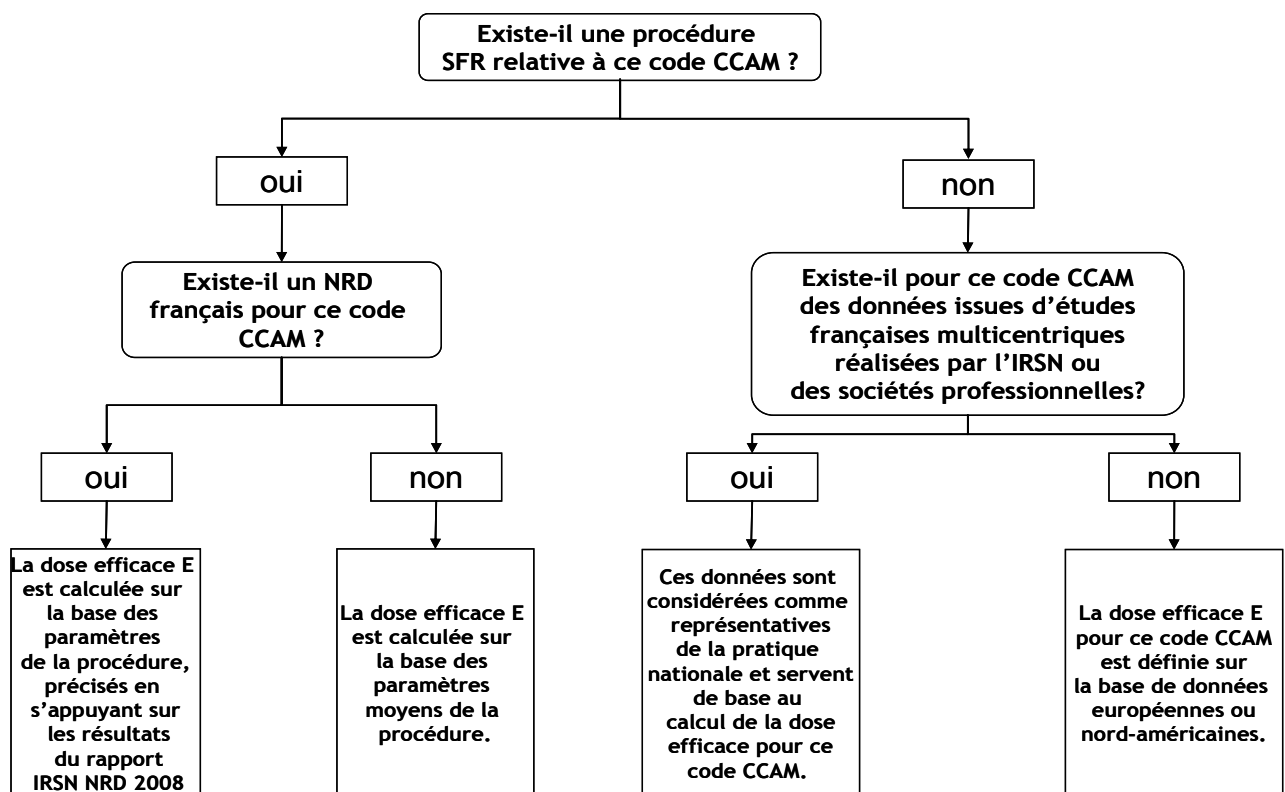 Existe-il une procédure
SFR relative à ce code CCAM ?
oui
non
Existe-il un NRD
français pour ce code
CCAM ?
Existe-il pour ce code CCAM
des données issues d’études
françaises multicentriques
réalisées par l’IRSN ou
des sociétés professionnelles?
oui
non
oui
non
La dose efficace E
est calculée sur
la base des
paramètres
de la procédure,
précisés en
s’appuyant sur
les résultats
du rapport
IRSN NRD 2008
La dose efficace E
est calculée sur
la base des
paramètres
moyens de la
procédure.
Ces données sont
considérées comme
représentatives
de la pratique
nationale et servent
de base au
calcul de la dose
efficace pour ce
code CCAM.
La dose efficace E
pour ce code CCAM
est définie sur
la base de données
européennes ou
nord-américaines.